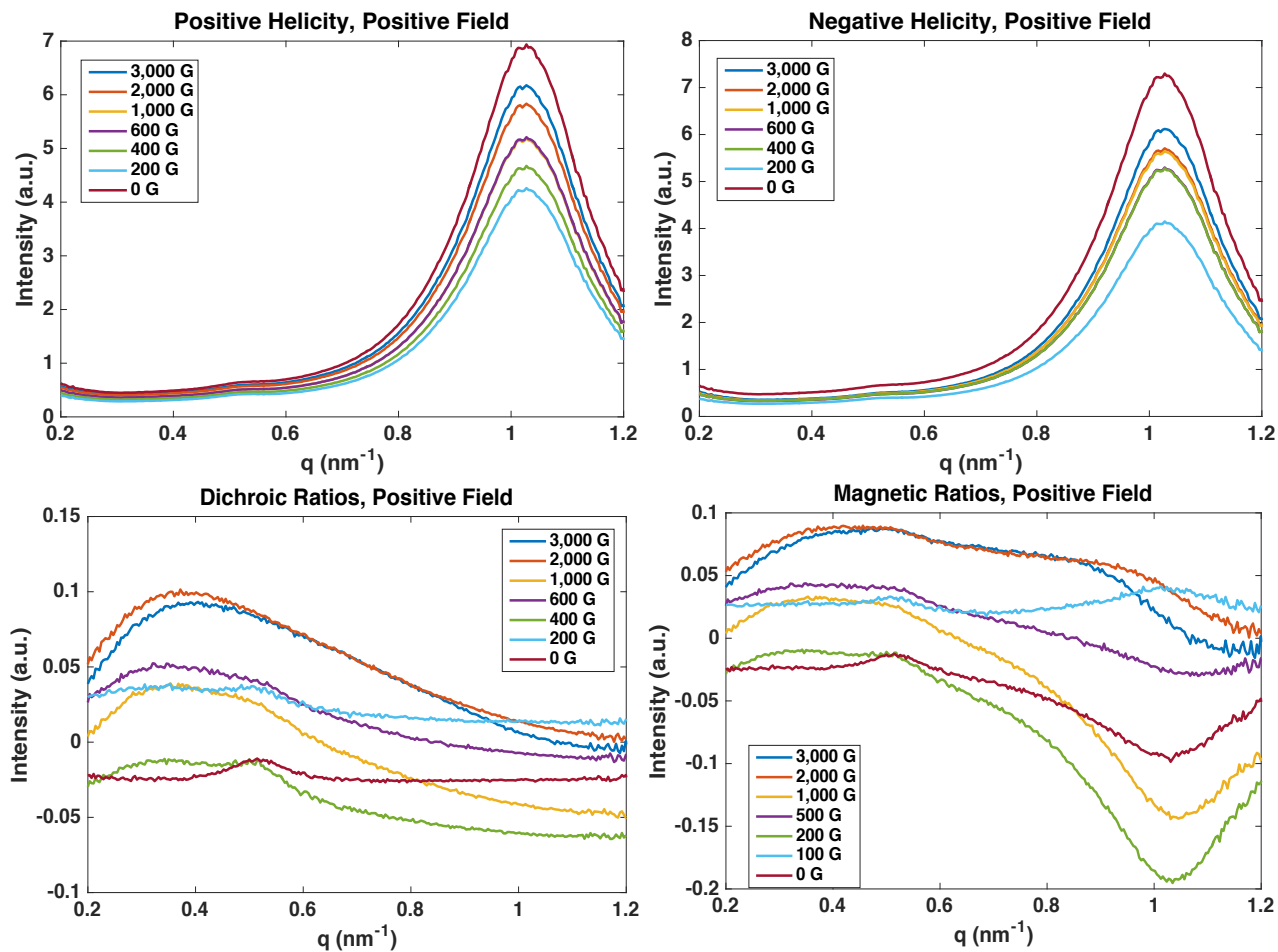 Positive Helicity, Positive Field
Intensity (a.u.)
7
6
5
4
3
2
1
0
3,000 G
2,000 G
1,000 G
600 G
400 G
200 G
0 G
0.2 0.4 0.6 0.8 1 1.2
q (nm-1)
Negative Helicity, Positive Field
Intensity (a.u.)
8
7
6
5
4
3
2
1
0
3,000 G
2,000 G
1,000 G
600 G
400 G
200 G
0 G
0.2 0.4 0.6 0.8 1 1.2
q (nm-1)
Dichroic Ratios, Positive Field
Intensity (a.u.)
0.15
0.1
0.05
0
-0.05
-0.1
3,000 G
2,000 G
1,000 G
600 G
400 G
200 G
0 G
0.2 0.4 0.6 0.8 1 1.2
q (nm-1)
Magnetic Ratios, Positive Field
Intensity (a.u.)
0.1
0.05
0
-0.05
-0.1
-0.15
-0.2
3,000 G
2,000 G
1,000 G
500 G
200 G
100 G
0 G
0.2 0.4 0.6 0.8 1 1.2
q (nm-1)